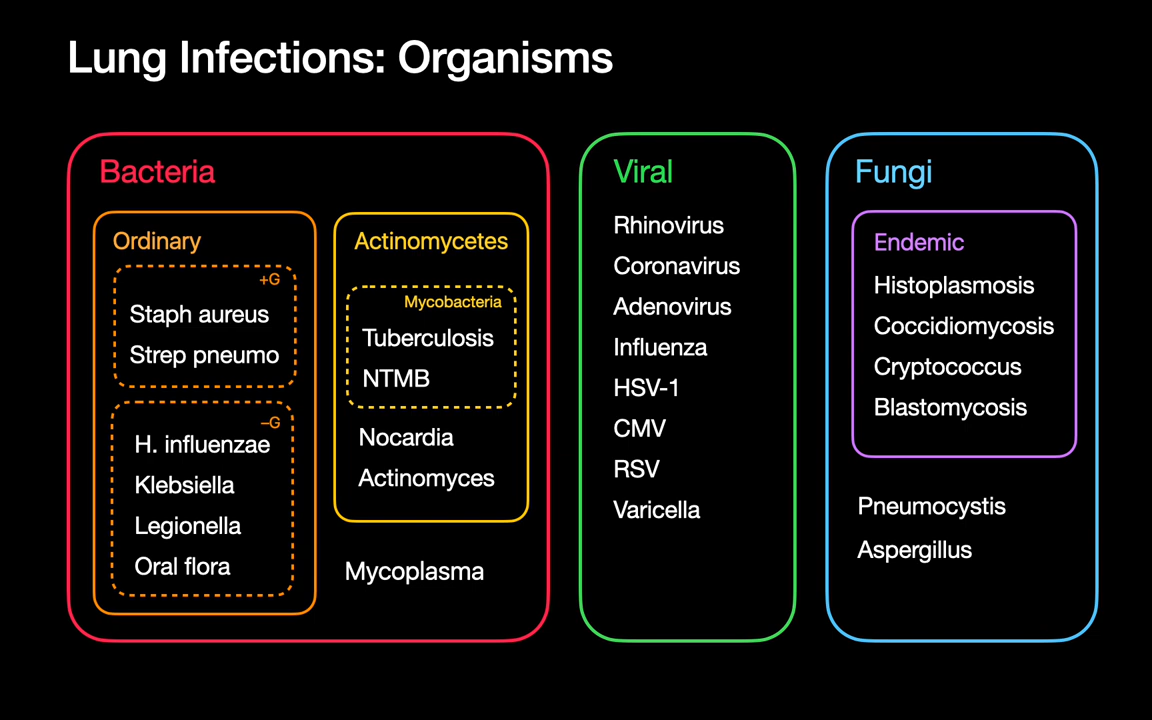 Lung Infections: Organisms
Bacteria
Ordinary
+G
Staph aureus
Strep pneumo
–G
H. influenzae
Klebsiella
Legionella
Oral flora
Actinomycetes
Mycobacteria
Tuberculosis
NTMB
Nocardia
Actinomyces
Mycoplasma
Viral
Rhinovirus
Coronavirus
Adenovirus
Influenza
HSV-1
CMV
RSV
Varicella
Fungi
Endemic
Histoplasmosis
Coccidiomycosis
Cryptococcus
Blastomycosis
Pneumocystis
Aspergillus